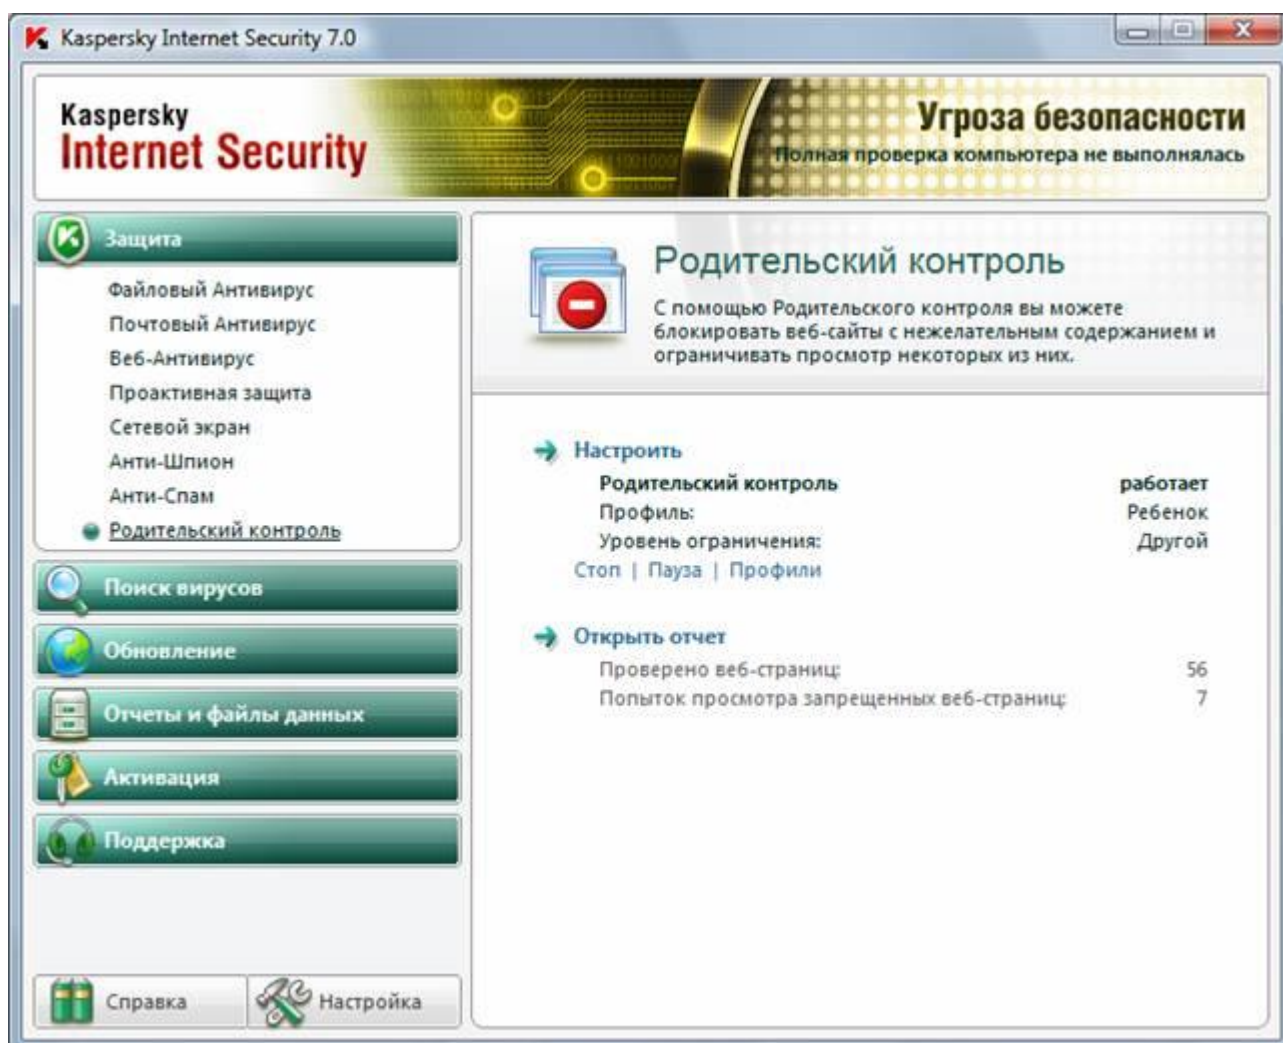 Kaspersky Internet Security 7.0
Kaspersky
Internet Security
Угроза безопасности
Полная проверка компьютера не выполнялась
Защита
Файловый Антивирус
Почтовый Антивирус
Веб-Антивирус
Проактивная защита
Сетевой экран
Анти-Шпион
Анти-Спам
Родительский контроль
Поиск вирусов
Обновление
Отчеты и файлы данных
Активация
Поддержка
Справка
Настройка
Родительский контроль
С помощью Родительского контроля вы можете
блокировать веб-сайты с нежелательным содержанием и
ограничивать просмотр некоторых из них.
Настроить
Родительский контроль работает
Профиль: Ребенок
Уровень ограничения: Другой
Стоп | Пауза | Профили
Открыть отчет
Проверено веб-страниц: 56
Попыток просмотра запрещенных веб-страниц: 7